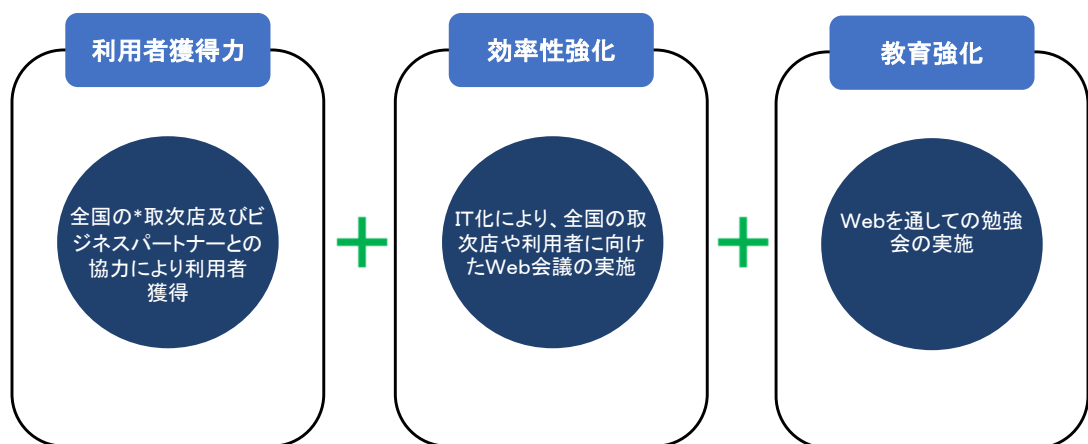 利用者獲得力
効率性強化
教育強化
全国の*取次店及びビ
ジネスパートナーとの
協力により利用者
獲得
IT化により、全国の取
次店や利用者に向け
たWeb会議の実施
Webを通しての勉強
会の実施